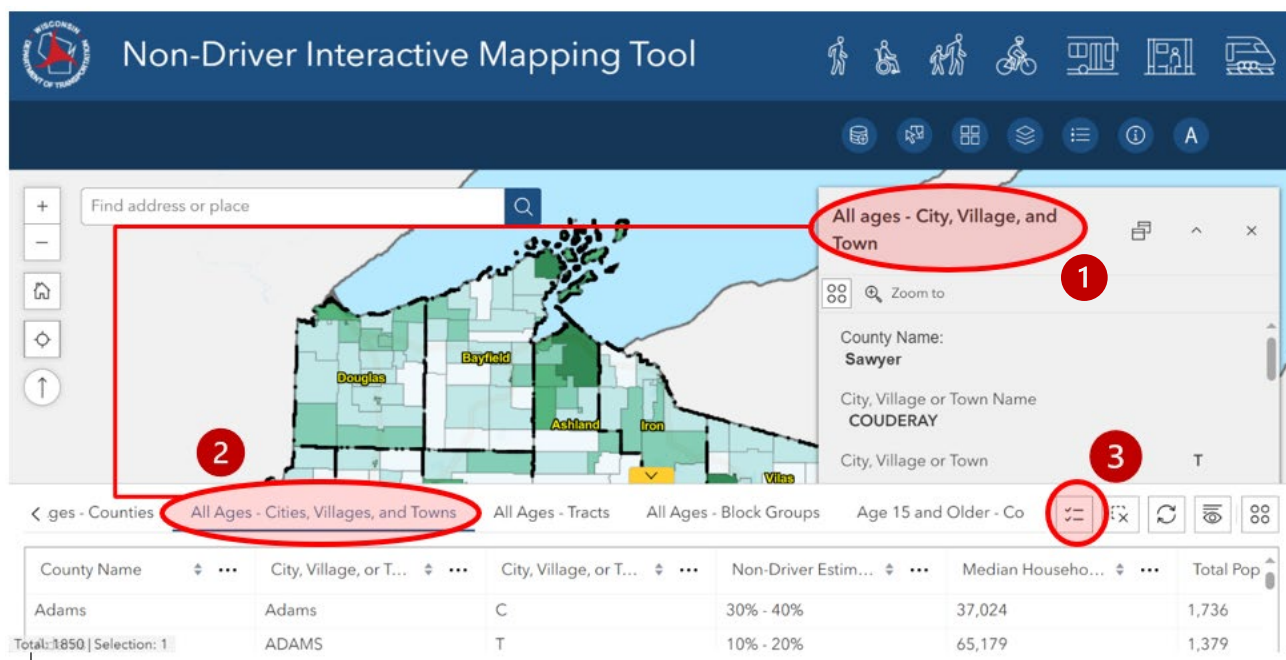 WISCONSIN
DEPARTMENT OF TRANSPORTATION
Non-Driver Interactive Mapping Tool
A
+
Find address or place
−
All ages - City, Village, and
Town
1
Zoom to
County Name:
Sawyer
City, Village or Town Name
COUDERAY
City, Village or Town T
Bayfield
Douglas
Ashland
Iron
Vilas
2
3
ges - Counties All Ages - Cities, Villages, and Towns All Ages - Tracts All Ages - Block Groups Age 15 and Older - Co
County Name ... City, Village, or T... ... City, Village, or T... ... Non-Driver Estim... ... Median Househo... ... Total Pop
Adams Adams C 30% - 40% 37,024 1,736
ADAMS T 10% - 20% 65,179 1,379
Total: 1850 | Selection: 1